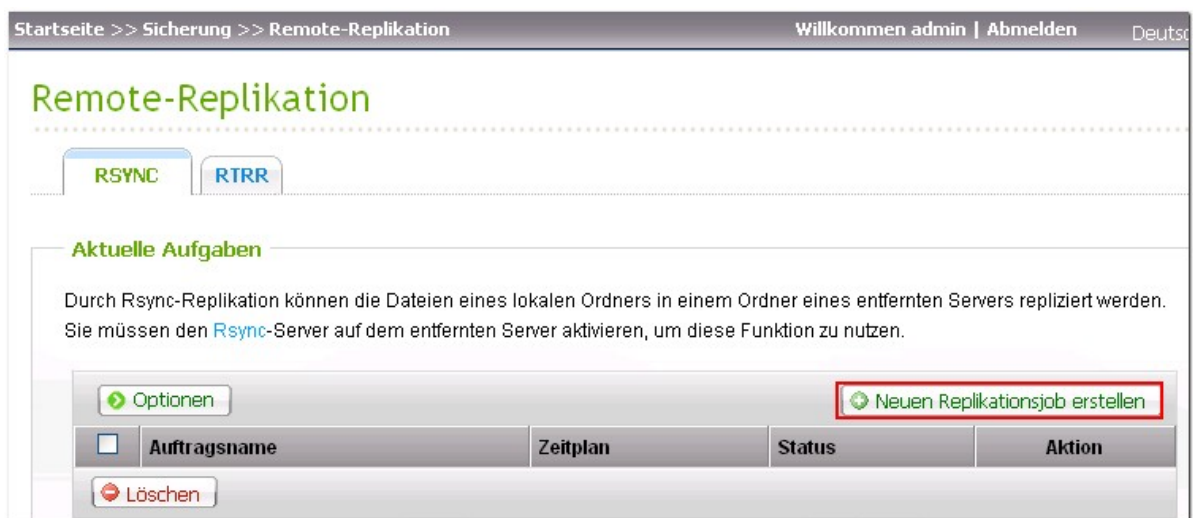 Startseite >> Sicherung >> Remote-Replikation Willkommen admin | Abmelden
Remote-Replikation
RSYNC RTRR
Aktuelle Aufgaben
Durch Rsync-Replikation können die Dateien eines lokalen Ordners in einem Ordner eines entfernten Servers repliziert werden.
Sie müssen den Rsync-Server auf dem entfernten Server aktivieren, um diese Funktion zu nutzen.
Optionen Neuen Replikationsjob erstellen
Auftragsname Zeitplan Status Aktion
Löschen